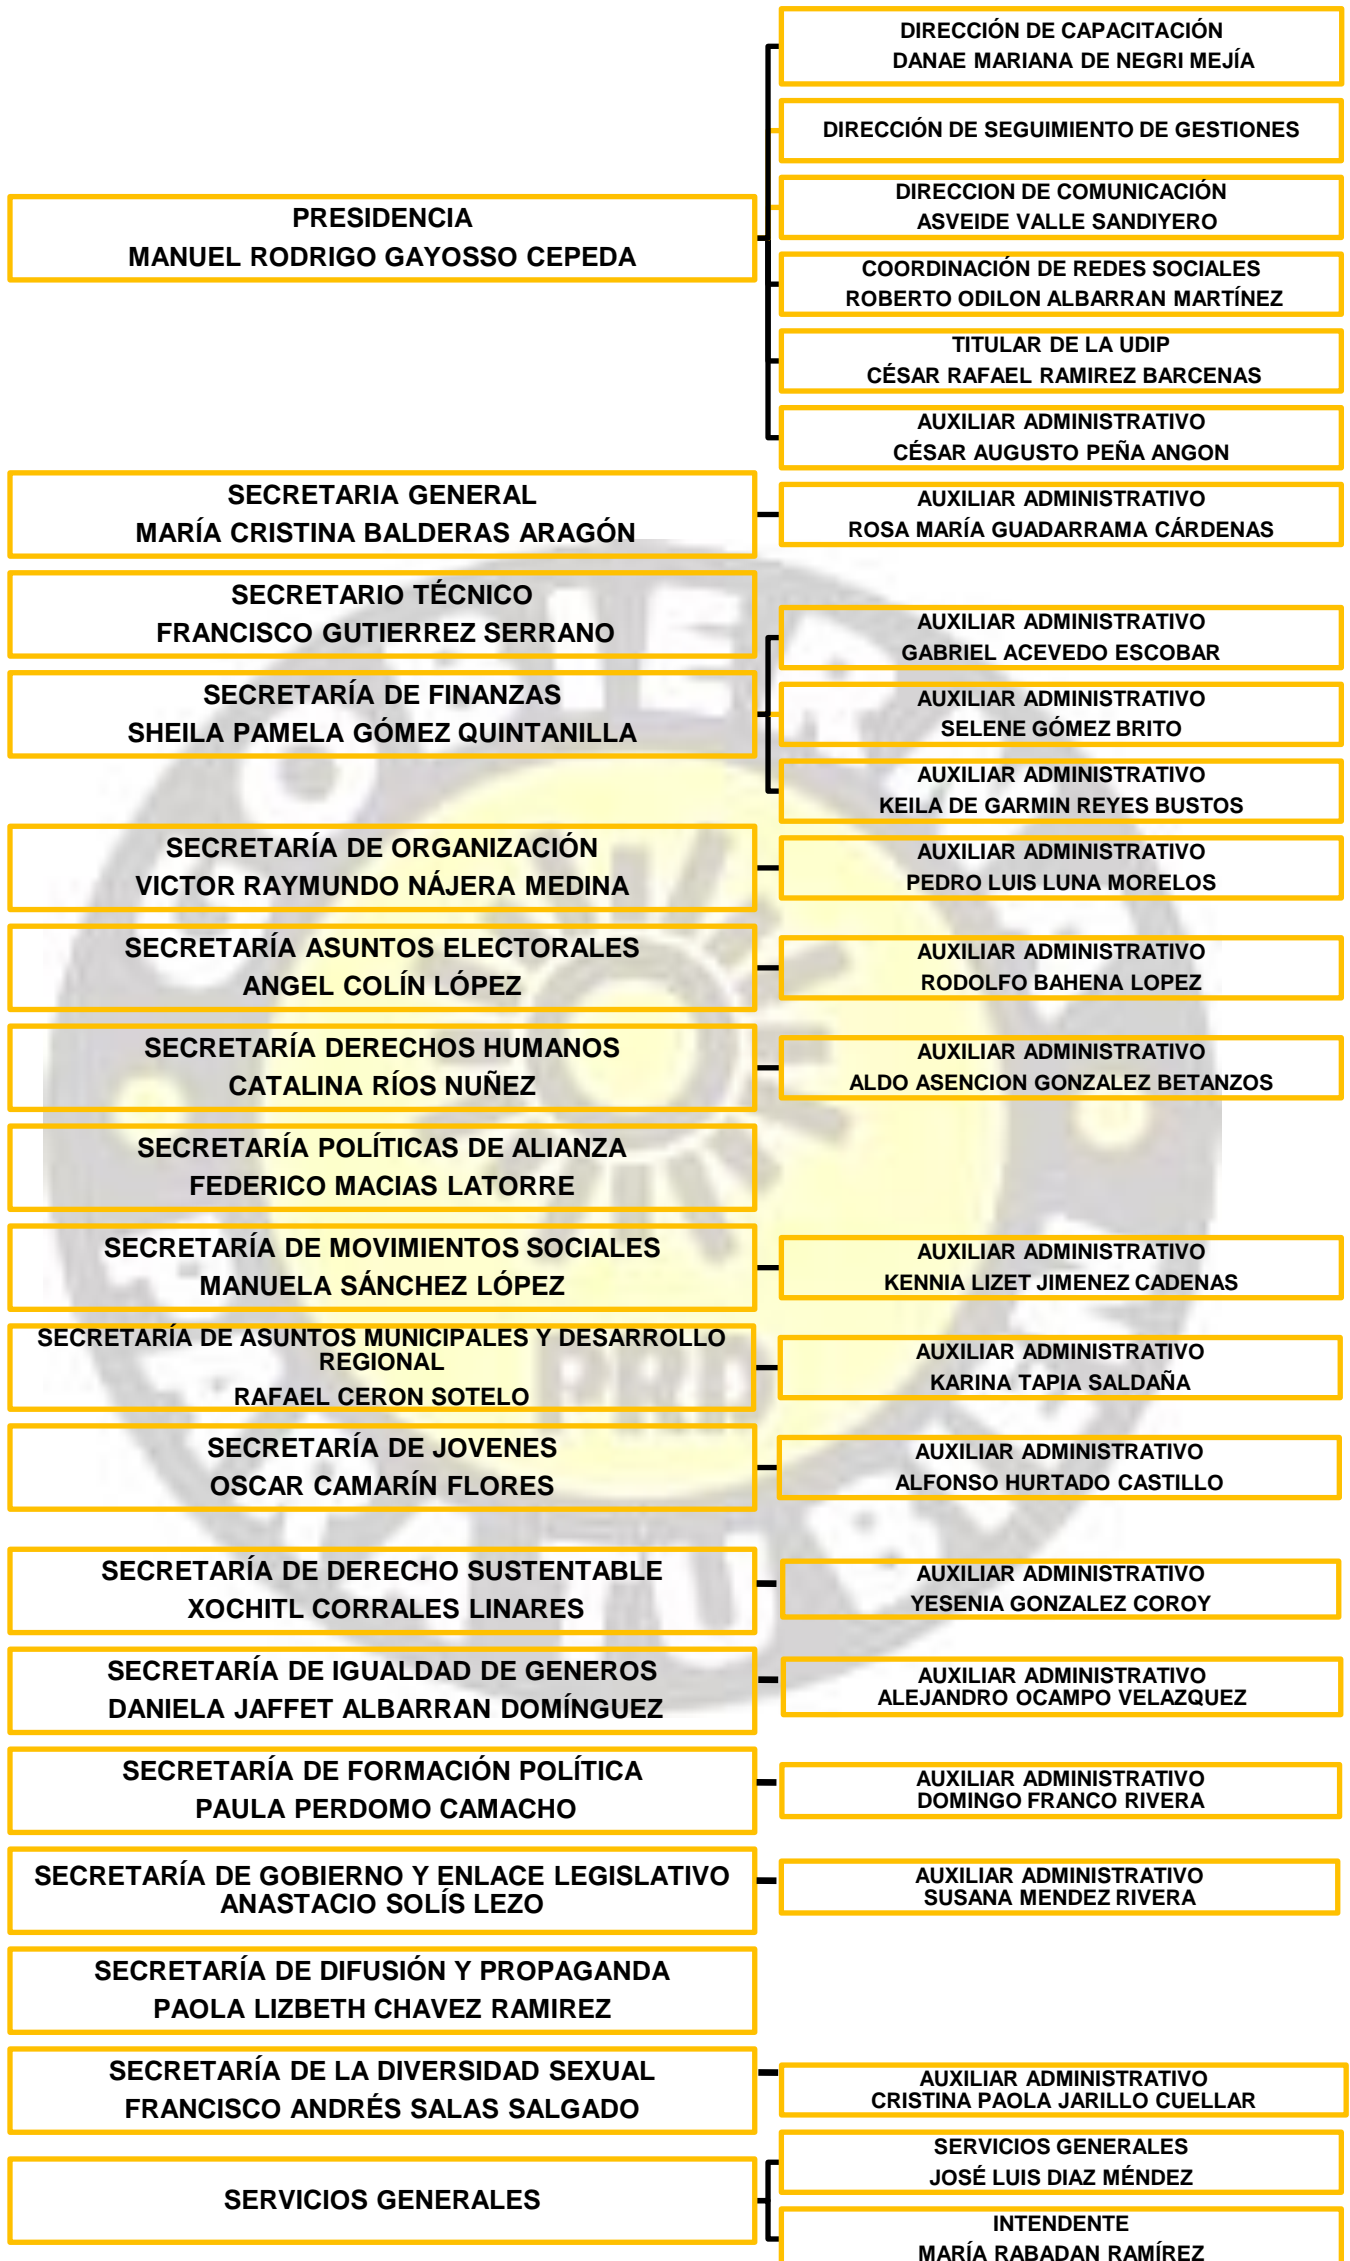 DIRECCIÓN DE CAPACITACIÓN
DANAE MARIANA DE NEGRI MEJÍA
DIRECCIÓN DE SEGUIMIENTO DE GESTIONES
PRESIDENCIA
MANUEL RODRIGO GAYOSSO CEPEDA
DIRECCION DE COMUNICACIÓN
ASVEIDE VALLE SANDIYERO
COORDINACIÓN DE REDES SOCIALES
ROBERTO ODILON ALBARRAN MARTÍNEZ
TITULAR DE LA UDIP
CÉSAR RAFAEL RAMIREZ BARCENAS
AUXILIAR ADMINISTRATIVO
CÉSAR AUGUSTO PEÑA ANGON
SECRETARIA GENERAL
MARÍA CRISTINA BALDERAS ARAGÓN
AUXILIAR ADMINISTRATIVO
ROSA MARÍA GUADARRAMA CÁRDENAS
SECRETARIO TÉCNICO
FRANCISCO GUTIERREZ SERRANO
SECRETARÍA DE FINANZAS
SHEILA PAMELA GÓMEZ QUINTANILLA
AUXILIAR ADMINISTRATIVO
GABRIEL ACEVEDO ESCOBAR
AUXILIAR ADMINISTRATIVO
SELENE GÓMEZ BRITO
AUXILIAR ADMINISTRATIVO
KEILA DE GARMIN REYES BUSTOS
SECRETARÍA DE ORGANIZACIÓN
VICTOR RAYMUNDO NÁJERA MEDINA
AUXILIAR ADMINISTRATIVO
PEDRO LUIS LUNA MORELOS
SECRETARÍA ASUNTOS ELECTORALES
ANGEL COLÍN LÓPEZ
AUXILIAR ADMINISTRATIVO
RODOLFO BAHENA LOPEZ
SECRETARÍA DERECHOS HUMANOS
CATALINA RÍOS NUÑEZ
AUXILIAR ADMINISTRATIVO
ALDO ASENCION GONZALEZ BETANZOS
SECRETARÍA POLÍTICAS DE ALIANZA
FEDERICO MACIAS LATORRE
SECRETARÍA DE MOVIMIENTOS SOCIALES
MANUELA SÁNCHEZ LÓPEZ
AUXILIAR ADMINISTRATIVO
KENNIA LIZET JIMENEZ CADENAS
SECRETARÍA DE ASUNTOS MUNICIPALES Y DESARROLLO
REGIONAL
RAFAEL CERON SOTELO
AUXILIAR ADMINISTRATIVO
KARINA TAPIA SALDAÑA
PRD
SECRETARÍA DE JOVENES
OSCAR CAMARÍN FLORES
AUXILIAR ADMINISTRATIVO
ALFONSO HURTADO CASTILLO
SECRETARÍA DE DERECHO SUSTENTABLE
XOCHITL CORRALES LINARES
AUXILIAR ADMINISTRATIVO
YESENIA GONZALEZ COROY
SECRETARÍA DE IGUALDAD DE GENEROS
DANIELA JAFFET ALBARRAN DOMÍNGUEZ
AUXILIAR ADMINISTRATIVO
ALEJANDRO OCAMPO VELAZQUEZ
SECRETARÍA DE FORMACIÓN POLÍTICA
PAULA PERDOMO CAMACHO
AUXILIAR ADMINISTRATIVO
DOMINGO FRANCO RIVERA
SECRETARÍA DE GOBIERNO Y ENLACE LEGISLATIVO
ANASTACIO SOLÍS LEZO
AUXILIAR ADMINISTRATIVO
SUSANA MENDEZ RIVERA
SECRETARÍA DE DIFUSIÓN Y PROPAGANDA
PAOLA LIZBETH CHAVEZ RAMIREZ
SECRETARÍA DE LA DIVERSIDAD SEXUAL
FRANCISCO ANDRÉS SALAS SALGADO
AUXILIAR ADMINISTRATIVO
CRISTINA PAOLA JARILLO CUELLAR
SERVICIOS GENERALES
SERVICIOS GENERALES
JOSÉ LUIS DIAZ MÉNDEZ
INTENDENTE
MARÍA RABADAN RAMÍREZ